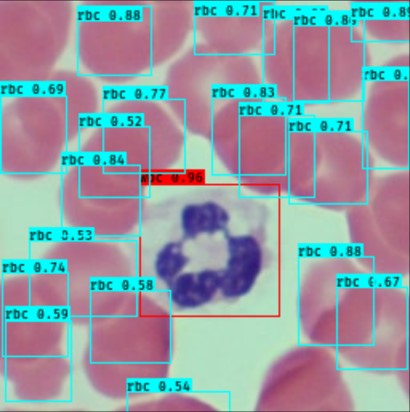 rbc 0.88
rbc 0.71
rbc 0.8
rbc 0.69
rbc 0.77
rbc 0.83
rbc 0.52
rbc 0.71
rbc 0.71
rbc 0.84
0.96
rbc 0.53
rbc 0.88
rbc 0.74
rbc 0.58
rbc 0.67
rbc 0.59
rbc 0.54